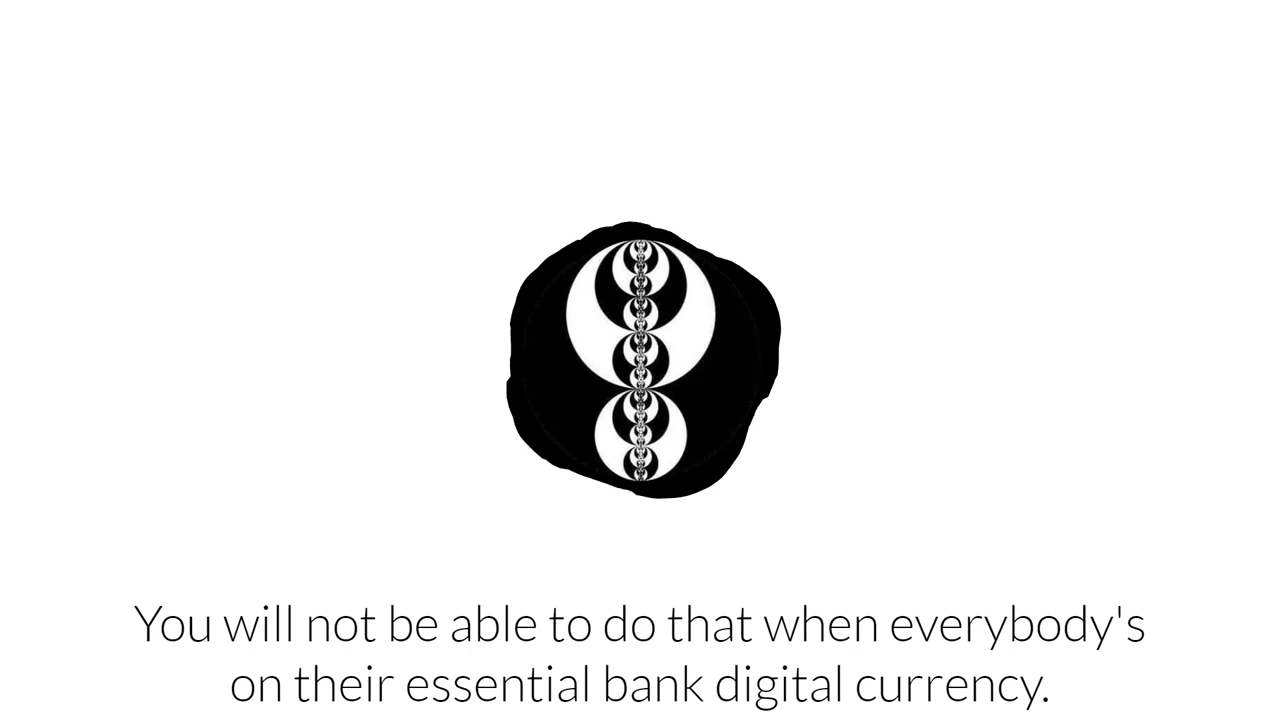 You will not be able to do that when everybody's
on their essential bank digital currency.